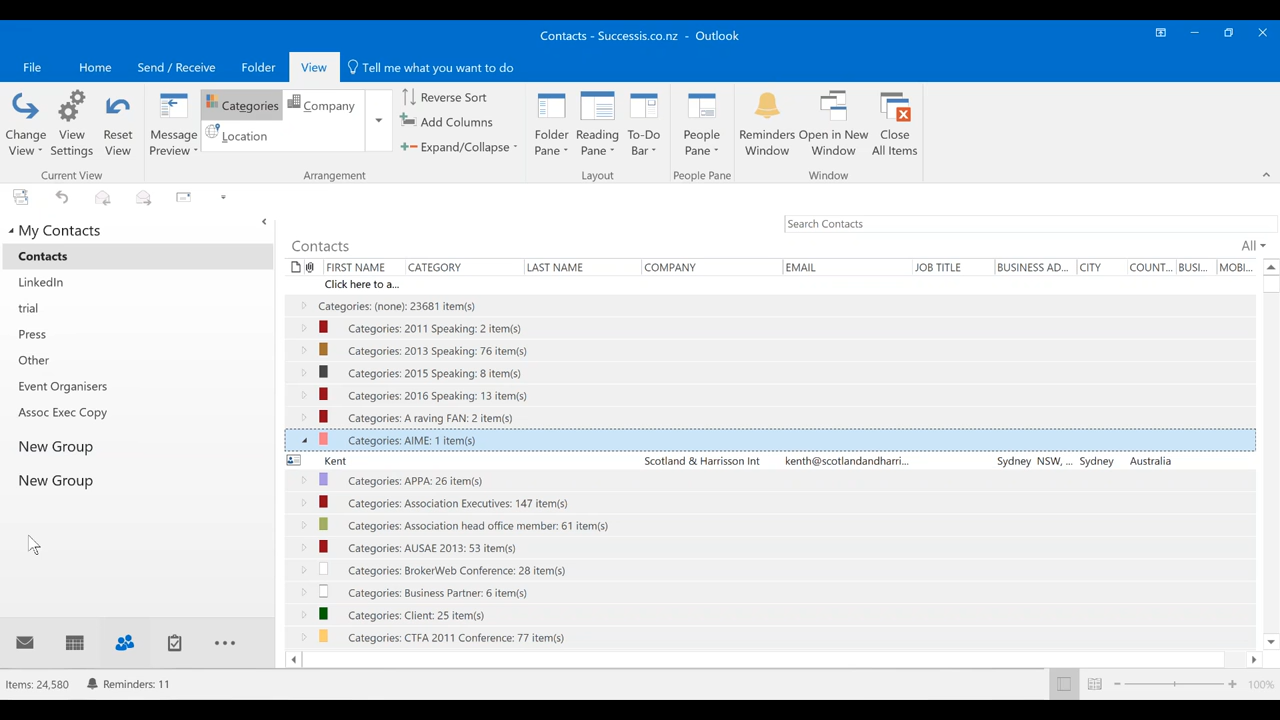 Contacts - Successis.co.nz - Outlook
File Home Send / Receive Folder View Tell me what you want to do
Change View View Settings Reset View
Current View
Message Preview
Categories Company
Location
Reverse Sort
Add Columns
Expand/Collapse
Arrangement
Folder Pane Reading Pane To-Do Bar
Layout
People Pane
People Pane
Reminders Window Open in New Window Close All Items
Window
My Contacts
Contacts
LinkedIn
trial
Press
Other
Event Organisers
Assoc Exec Copy
New Group
New Group
Search Contacts
Contacts All
FIRST NAME CATEGORY LAST NAME COMPANY EMAIL JOB TITLE BUSINESS AD... CITY COUNT... BUSI... MOBI...
Click here to a...
Categories: (none): 23681 item(s)
Categories: 2011 Speaking: 2 item(s)
Categories: 2013 Speaking: 76 item(s)
Categories: 2015 Speaking: 8 item(s)
Categories: 2016 Speaking: 13 item(s)
Categories: A raving FAN: 2 item(s)
Categories: AIME: 1 item(s)
Kent Scotland & Harrisson Int kenth@scotlandandharri... Sydney NSW, ... Sydney Australia
Categories: APPA: 26 item(s)
Categories: Association Executives: 147 item(s)
Categories: Association head office member: 61 item(s)
Categories: AUSAE 2013: 53 item(s)
Categories: BrokerWeb Conference: 28 item(s)
Categories: Business Partner: 6 item(s)
Categories: Client: 25 item(s)
Categories: CTFA 2011 Conference: 77 item(s)
Items: 24,580 Reminders: 11 100%